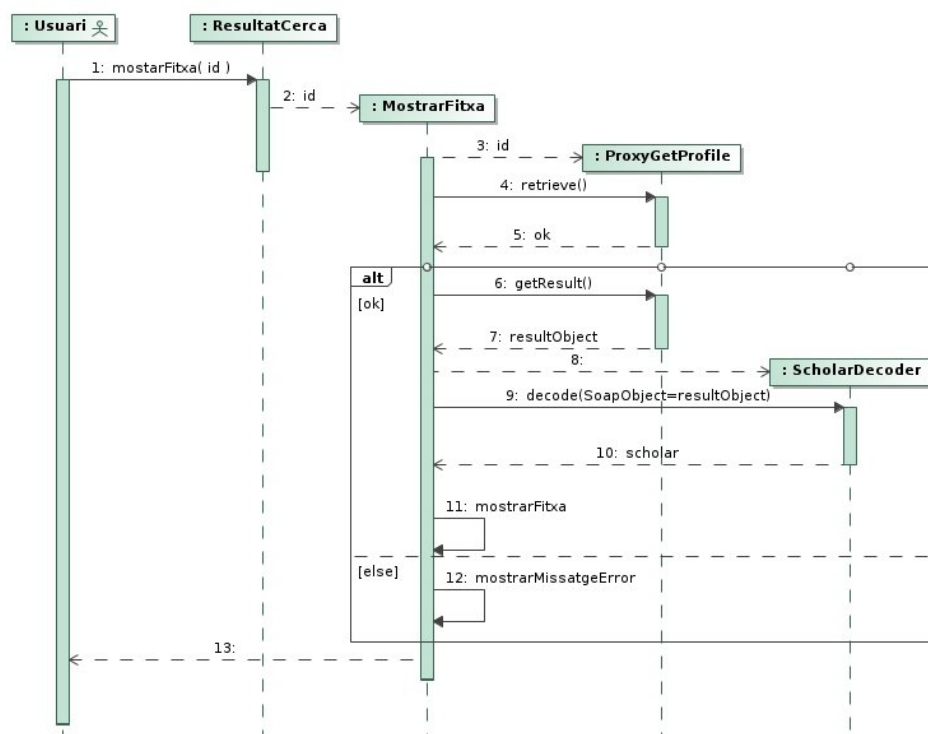 : Usuari
: ResultatCerca
1: mostarFitxa( id )
2: id
: MostrarFitxa
3: id
: ProxyGetProfile
4: retrieve()
5: ok
alt
[ok]
6: getResult()
7: resultObject
8:
: ScholarDecoder
9: decode(SoapObject=resultObject)
10: scholar
11: mostrarFitxa
[else]
12: mostrarMissatgeError
13: